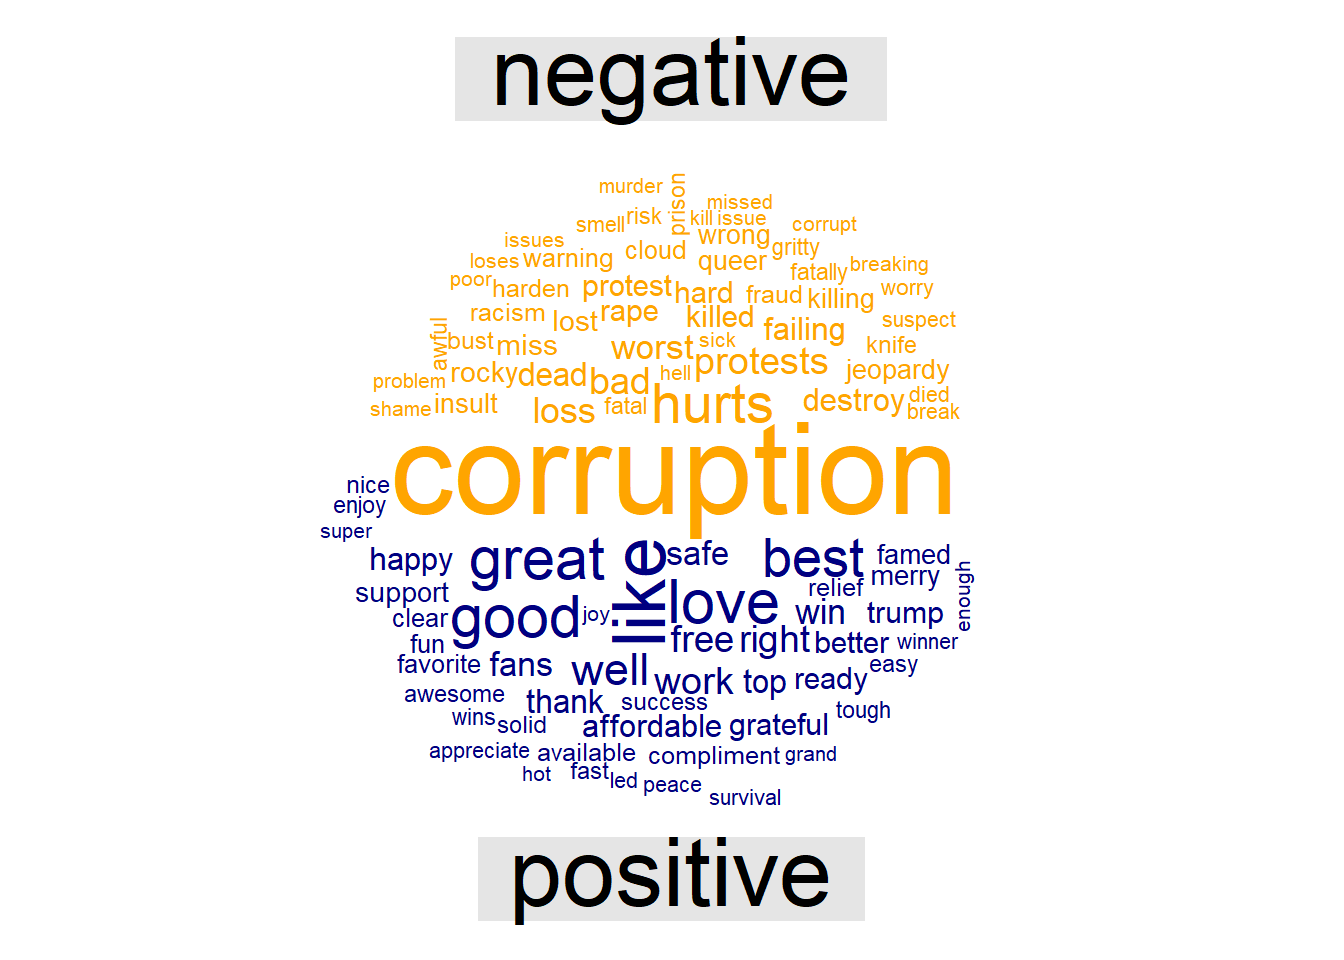 negative
murder
prison
missed
smell risk kill issue corrupt
issues cloud wrong gritty
loses warning queer fatally breaking
poor harden protest hard fraud killing worry
racism lost rape killed failing suspect
awful bust miss worst sick protests knife
problem rocky dead bad hell jeopardy
shame insult loss fatal hurts destroy died
break
corruption
nice
enjoy
super
happy great like safe best famed
support relief merry enough
clear good joy love win trump
fun free right better winner
favorite fans well work top ready easy
awesome thank success tough
wins solid affordable grateful
appreciate available compliment grand
hot fast led peace
survival
positive